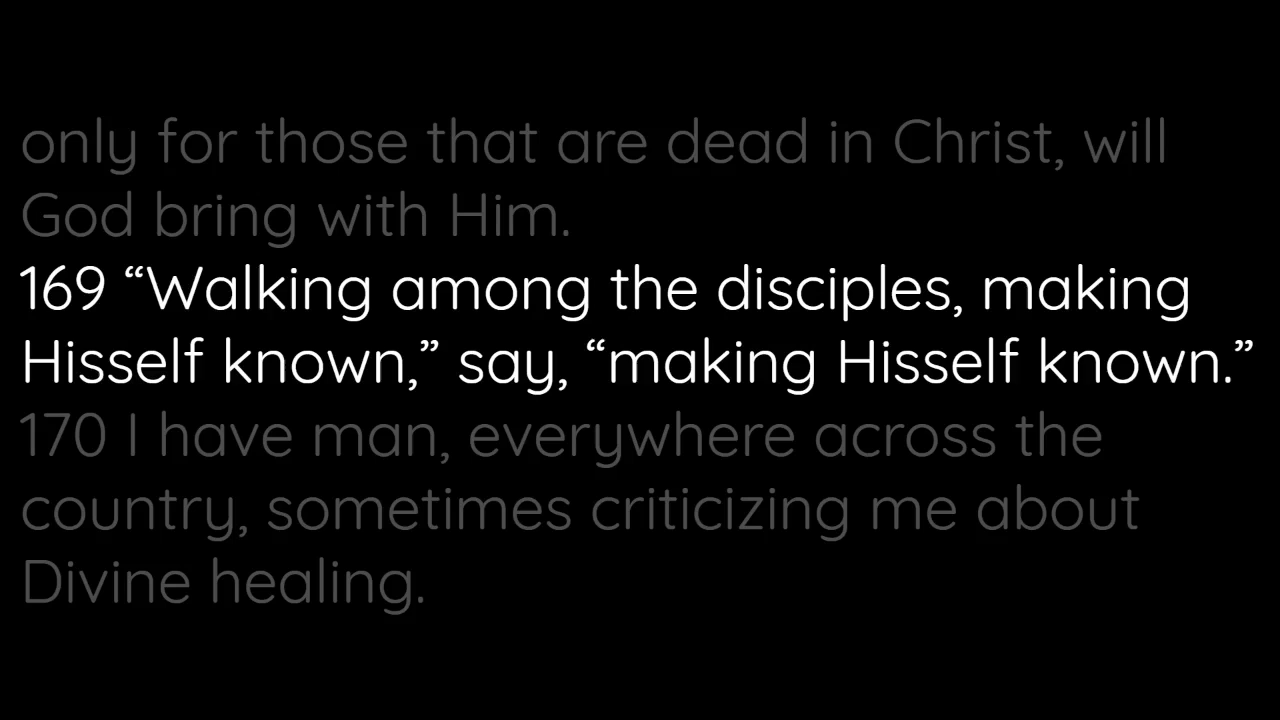 only for those that are dead in Christ, will
God bring with Him.
169 “Walking among the disciples, making
Hisself known,” say, “making Hisself known.”
170 I have man, everywhere across the
country, sometimes criticizing me about
Divine healing.